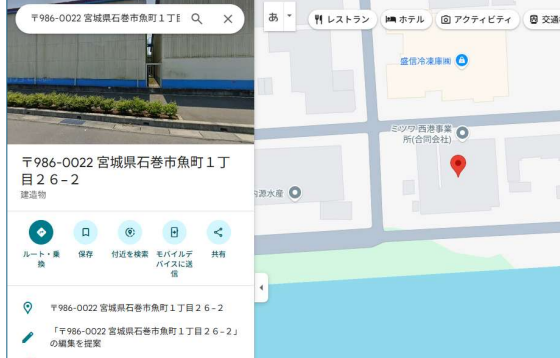 〒986-0022 宮城県石巻市魚町1丁目
あ
レストラン
ホテル
アクティビティ
交通
盛信冷凍庫㈱
ミツワ 西港事業
所(合同会社)
源水産
〒986-0022 宮城県石巻市魚町1丁
目26-2
建造物
ルート・乗
換
保存
付近を検索
モバイルデ
バイスに送
信
共有
〒986-0022 宮城県石巻市魚町1丁目26-2
「〒986-0022 宮城県石巻市魚町1丁目26-2」
の編集を提案